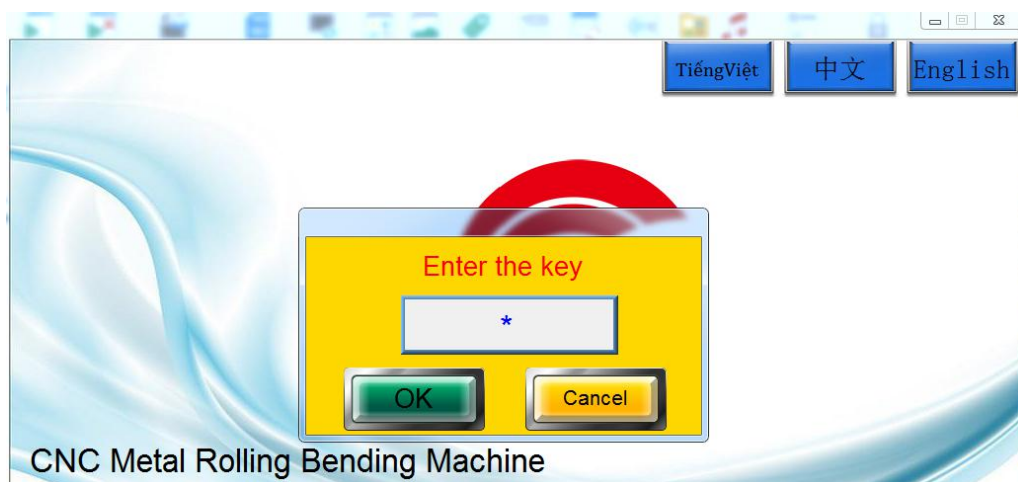 TiếngViệt 中文 English
Enter the key
*
OK Cancel
CNC Metal Rolling Bending Machine